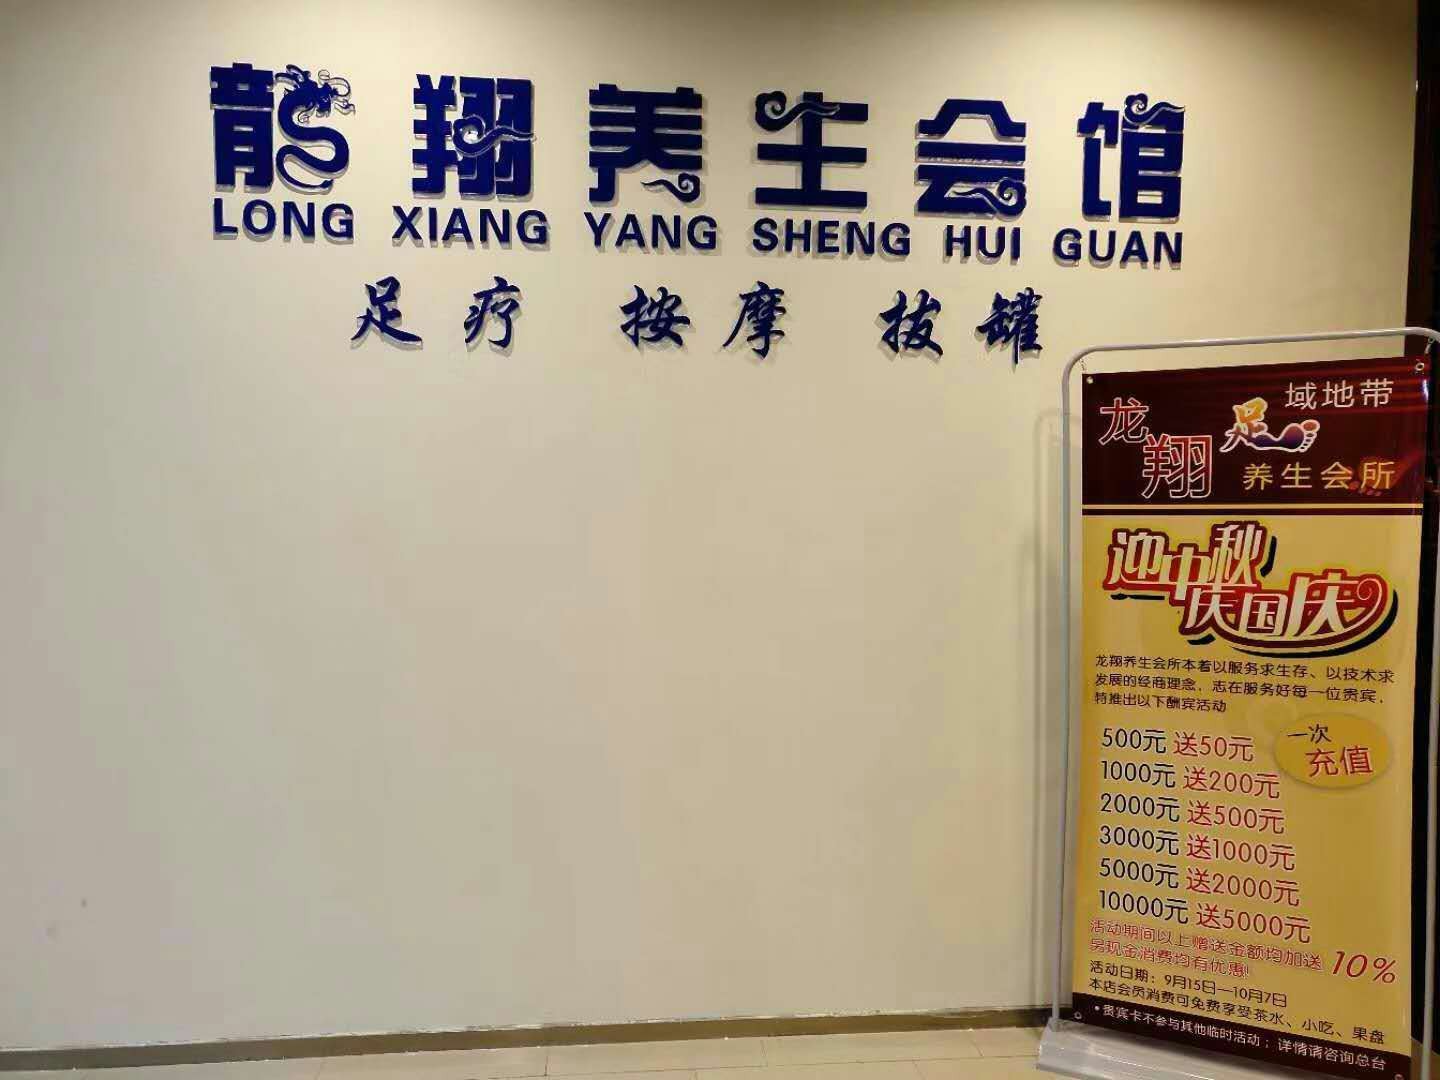 龍翔养生会馆
LONG XIANG YANG SHENG HUI GUAN
足疗 按摩 拔罐
龙翔 足域地带
养生会所
迎中秋
庆国庆
龙翔养生会所本着以服务求生存、以技术求
发展的经商理念，志在服务好每一位贵宾，
特推出以下酬宾活动
一次
充值
500元 送50元
1000元 送200元
2000元 送500元
3000元 送1000元
5000元 送2000元
10000元 送5000元
活动期间以上赠送金额均加送 10%
另现金消费均有优惠!
活动日期：9月15日—10月7日
本店会员消费可免费享受茶水、小吃、果盘
• 贵宾卡不参与其他临时活动；详情请咨询总台